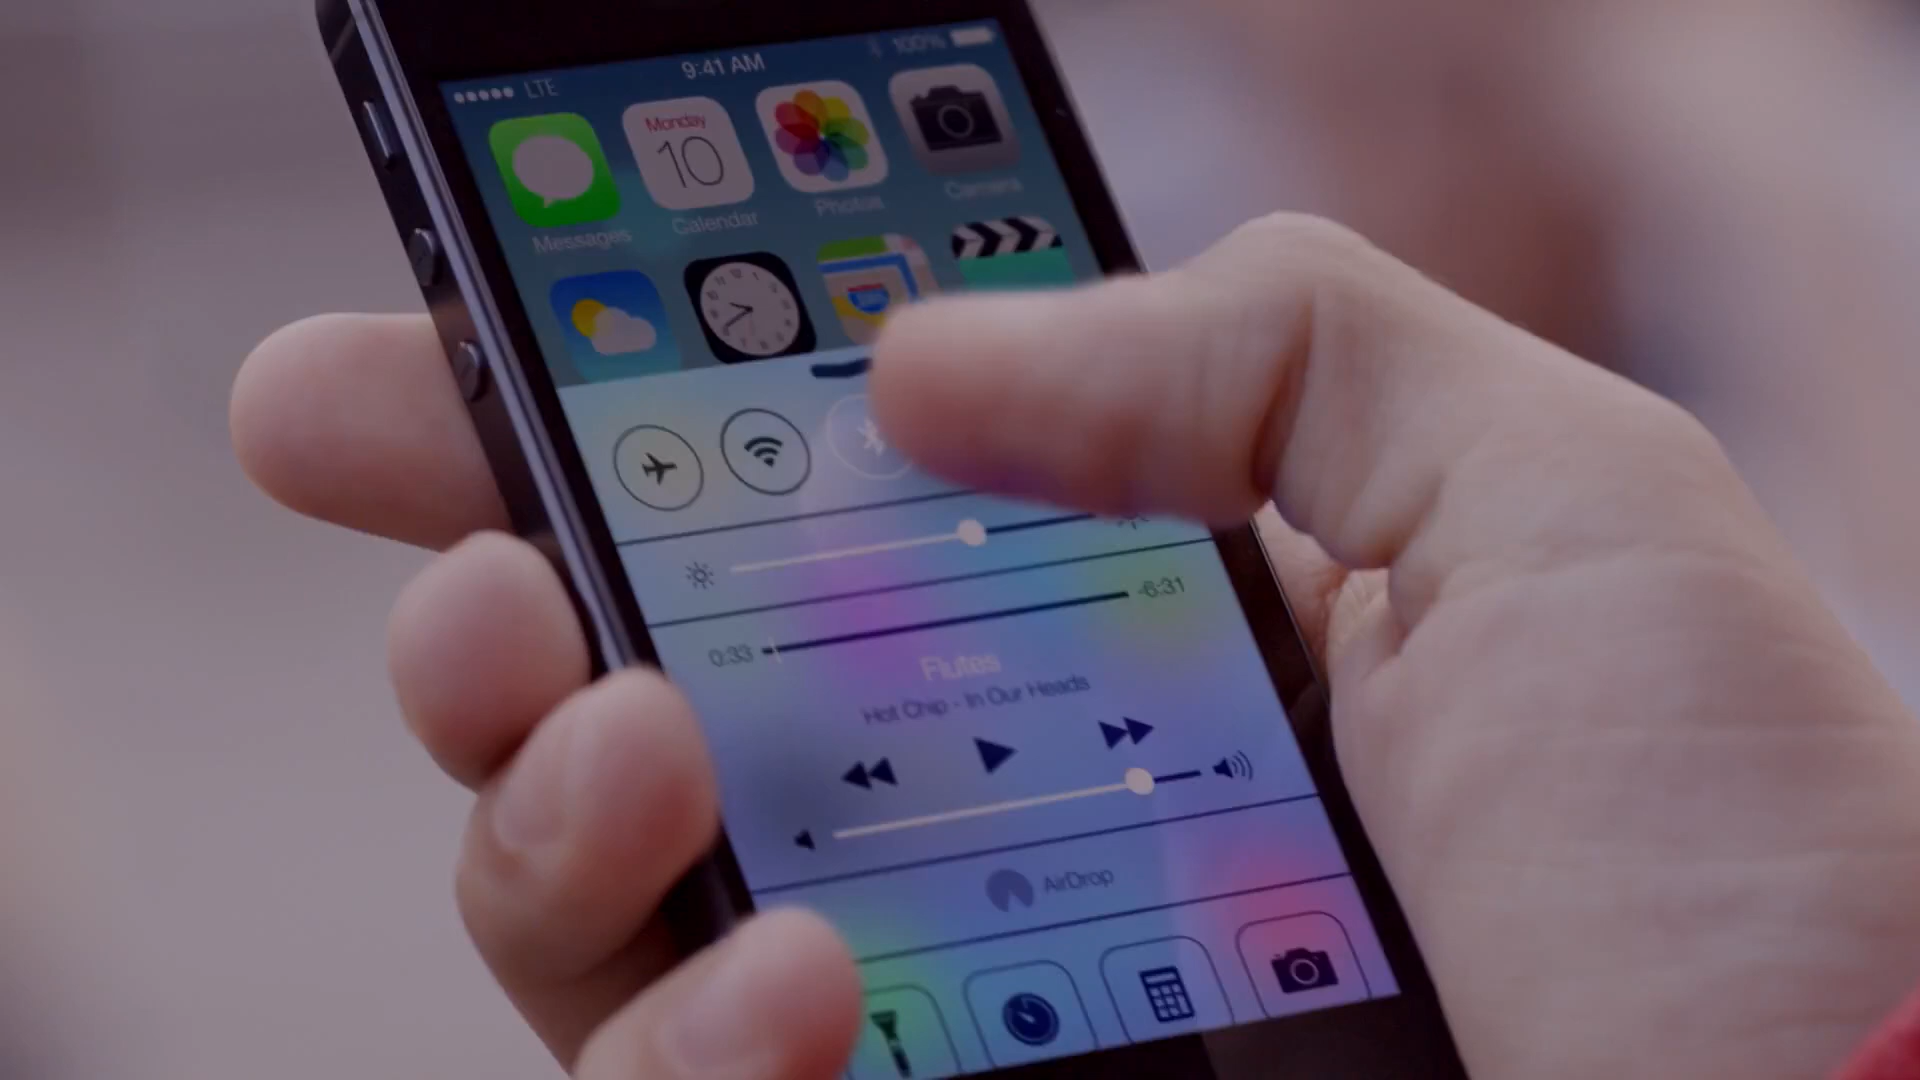 LTE
9:41 AM
100%
Monday
10
Messages
Calendar
Photos
Camera
0:33
-6:31
Flutes
Hot Chip - In Our Heads
AirDrop